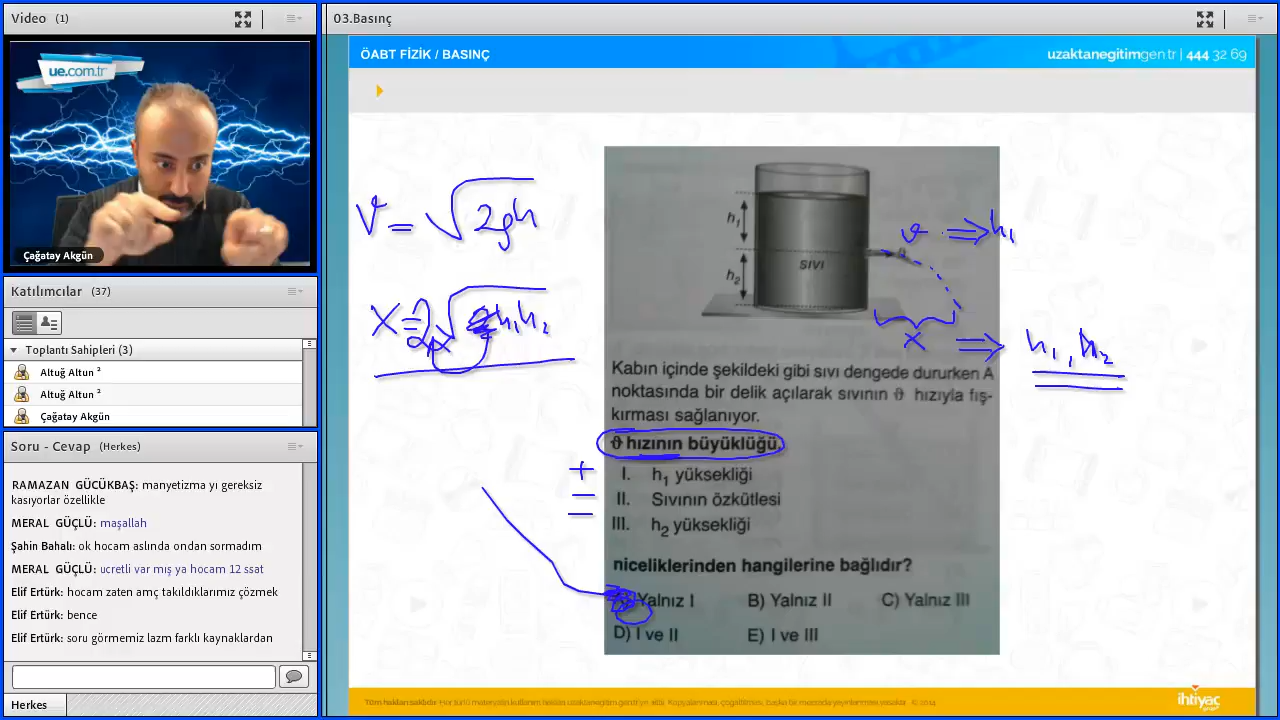 Video (1)
03.Basınç
ÖABT FİZİK / BASINÇ
uzaktanegitimgentr | 444 32 69
ue.com.tr
Çağatay Akgün
Katılımcılar (37)
Toplantı Sahipleri (3)
Altuğ Altun ²
Altuğ Altun ²
Çağatay Akgün
Soru - Cevap (Herkes)
RAMAZAN GÜCÜKBAŞ: manyetizma yı gereksiz
kasıyorlar özellikle
MERAL GÜÇLÜ: maşallah
Şahin Bahalı: ok hocam aslında ondan sormadım
MERAL GÜÇLÜ: ucretli var mış ya hocam 12 ssat
Elif Ertürk: hocam zaten amç takıldıklarımız çözmek
Elif Ertürk: bence
Elif Ertürk: soru görmemiz lazm farklı kaynaklardan
Herkes
V = √2gh
X = 2√h₁h₂
h₁
h₂
SIVI
ϑ ⇒ h₁
x ⇒ h₁, h₂
Kabın içinde şekildeki gibi sıvı dengede dururken A
noktasında bir delik açılarak sıvının ϑ hızıyla fış-
kırması sağlanıyor.
ϑ hızının büyüklüğü,
+ I. h₁ yüksekliği
– II. Sıvının özkütlesi
– III. h₂ yüksekliği
niceliklerinden hangilerine bağlıdır?
A) Yalnız I B) Yalnız II C) Yalnız III
D) I ve II E) I ve III
ihtiyaç